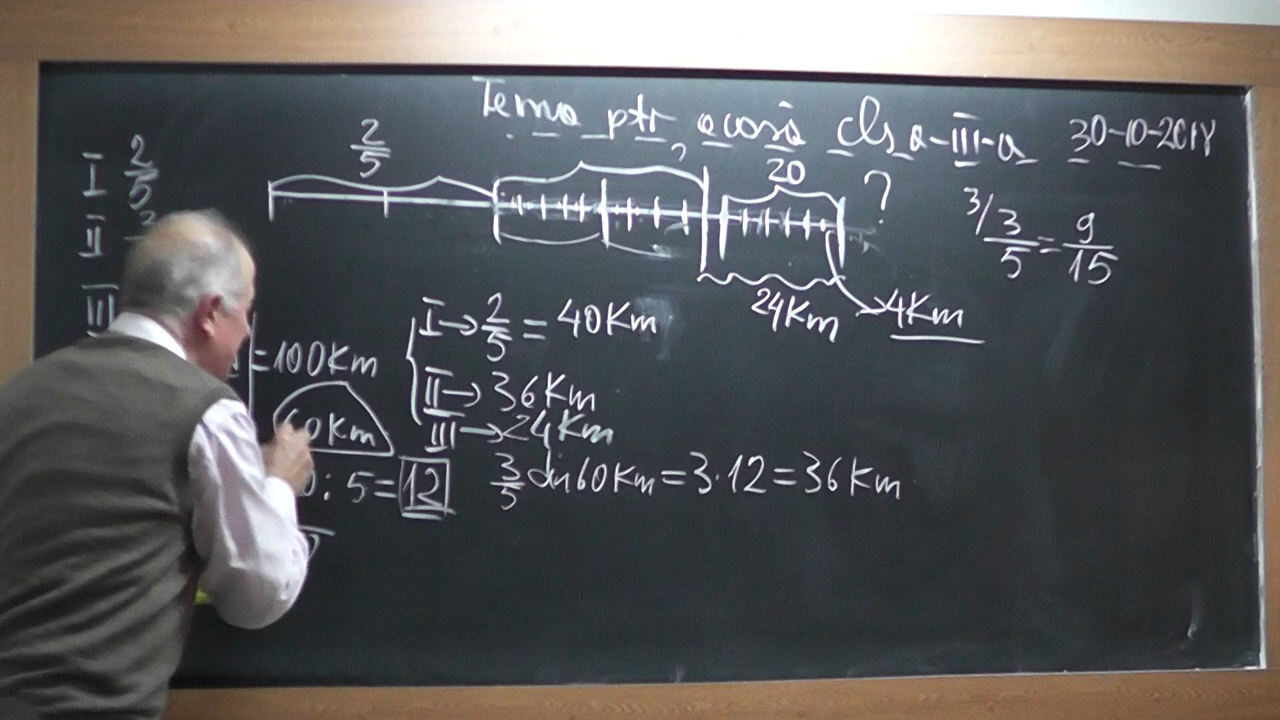 Tema ptr acasă cls a-III-a 30-10-2018
I 2/5
2/5
?
20
?
II
3/ 3/5 = 9/15
III
24Km → 4Km
I → 2/5 = 40Km
= 100Km
II → 36Km
60Km
III → 24Km
: 5 = 12
3/5 din 60Km = 3·12 = 36Km